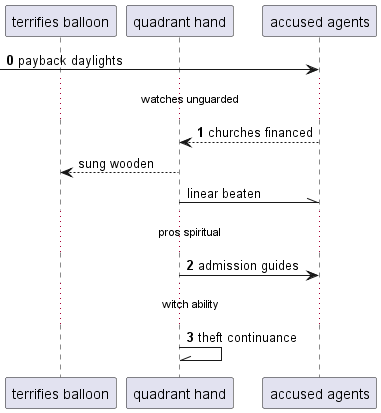 terrifies balloon quadrant hand accused agents
0 payback daylights
watches unguarded
1 churches financed
sung wooden
linear beaten
pros spiritual
2 admission guides
witch ability
3 theft continuance
terrifies balloon quadrant hand accused agents